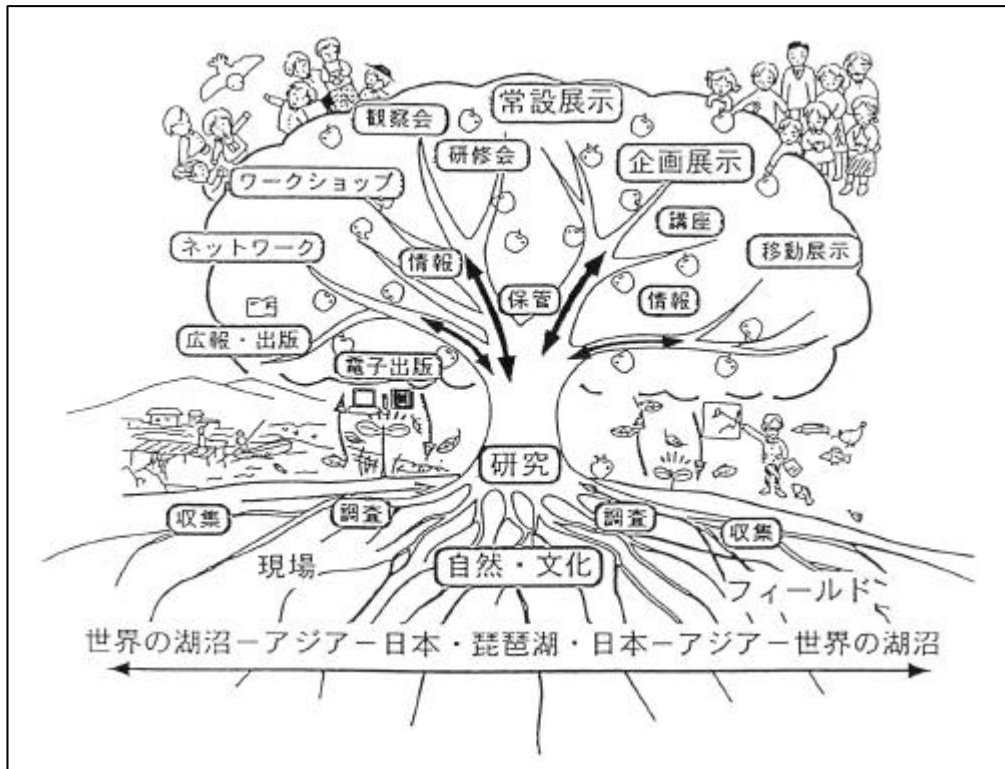 常設展示
観察会
研修会
企画展示
ワークショップ
講座
ネットワーク
情報
移動展示
保管
情報
広報・出版
電子出版
研究
収集
調査
調査
収集
現場
自然・文化
フィールド
世界の湖沼－アジア－日本・琵琶湖・日本－アジア－世界の湖沼